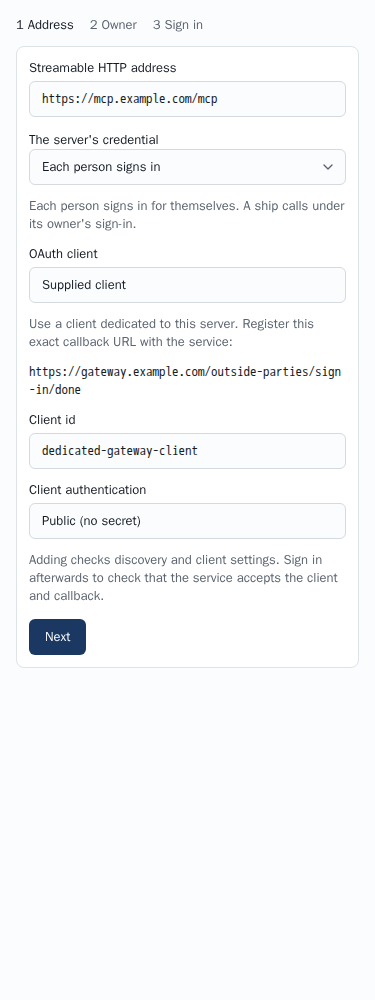 1 Address 2 Owner 3 Sign in
Streamable HTTP address
https://mcp.example.com/mcp
The server's credential
Each person signs in
Each person signs in for themselves. A ship calls under
its owner's sign-in.
OAuth client
Supplied client
Use a client dedicated to this server. Register this
exact callback URL with the service:
https://gateway.example.com/outside-parties/sign
-in/done
Client id
dedicated-gateway-client
Client authentication
Public (no secret)
Adding checks discovery and client settings. Sign in
afterwards to check that the service accepts the client
and callback.
Next